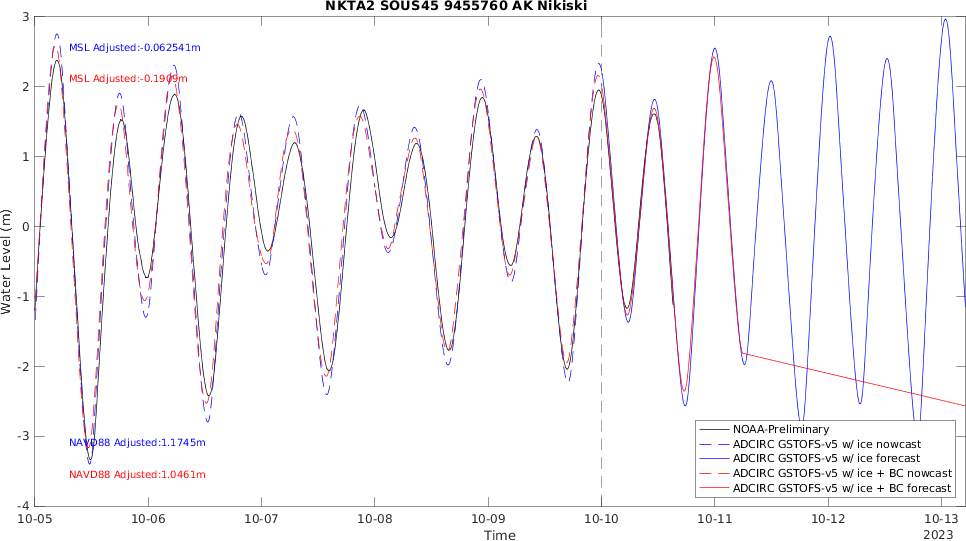 NKTA2 SOUS45 9455760 AK Nikiski
MSL Adjusted:-0.062541m
MSL Adjusted:-0.1909m
NAVD88 Adjusted:1.1745m
NAVD88 Adjusted:1.0461m
Water Level (m)
3
2
1
0
-1
-2
-3
-4
NOAA-Preliminary
ADCIRC GSTOFS-v5 w/ ice nowcast
ADCIRC GSTOFS-v5 w/ ice forecast
ADCIRC GSTOFS-v5 w/ ice + BC nowcast
ADCIRC GSTOFS-v5 w/ ice + BC forecast
10-05 10-06 10-07 10-08 10-09 10-10 10-11 10-12 10-13
Time
2023